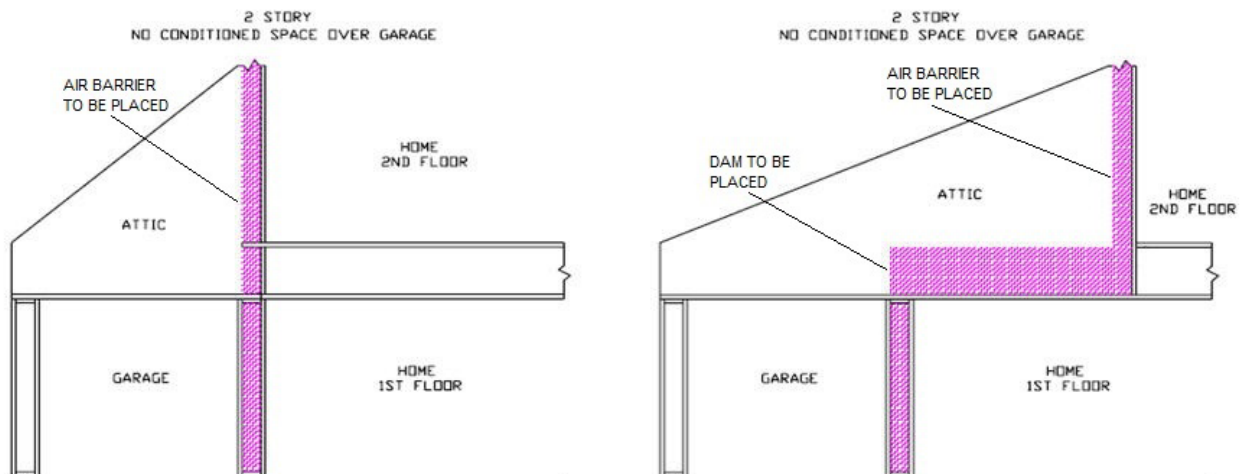 2 STORY
NO CONDITIONED SPACE OVER GARAGE
AIR BARRIER
TO BE PLACED
HOME
2ND FLOOR
ATTIC
GARAGE
HOME
1ST FLOOR
2 STORY
NO CONDITIONED SPACE OVER GARAGE
AIR BARRIER
TO BE PLACED
DAM TO BE
PLACED
ATTIC
HOME
2ND FLOOR
GARAGE
HOME
1ST FLOOR